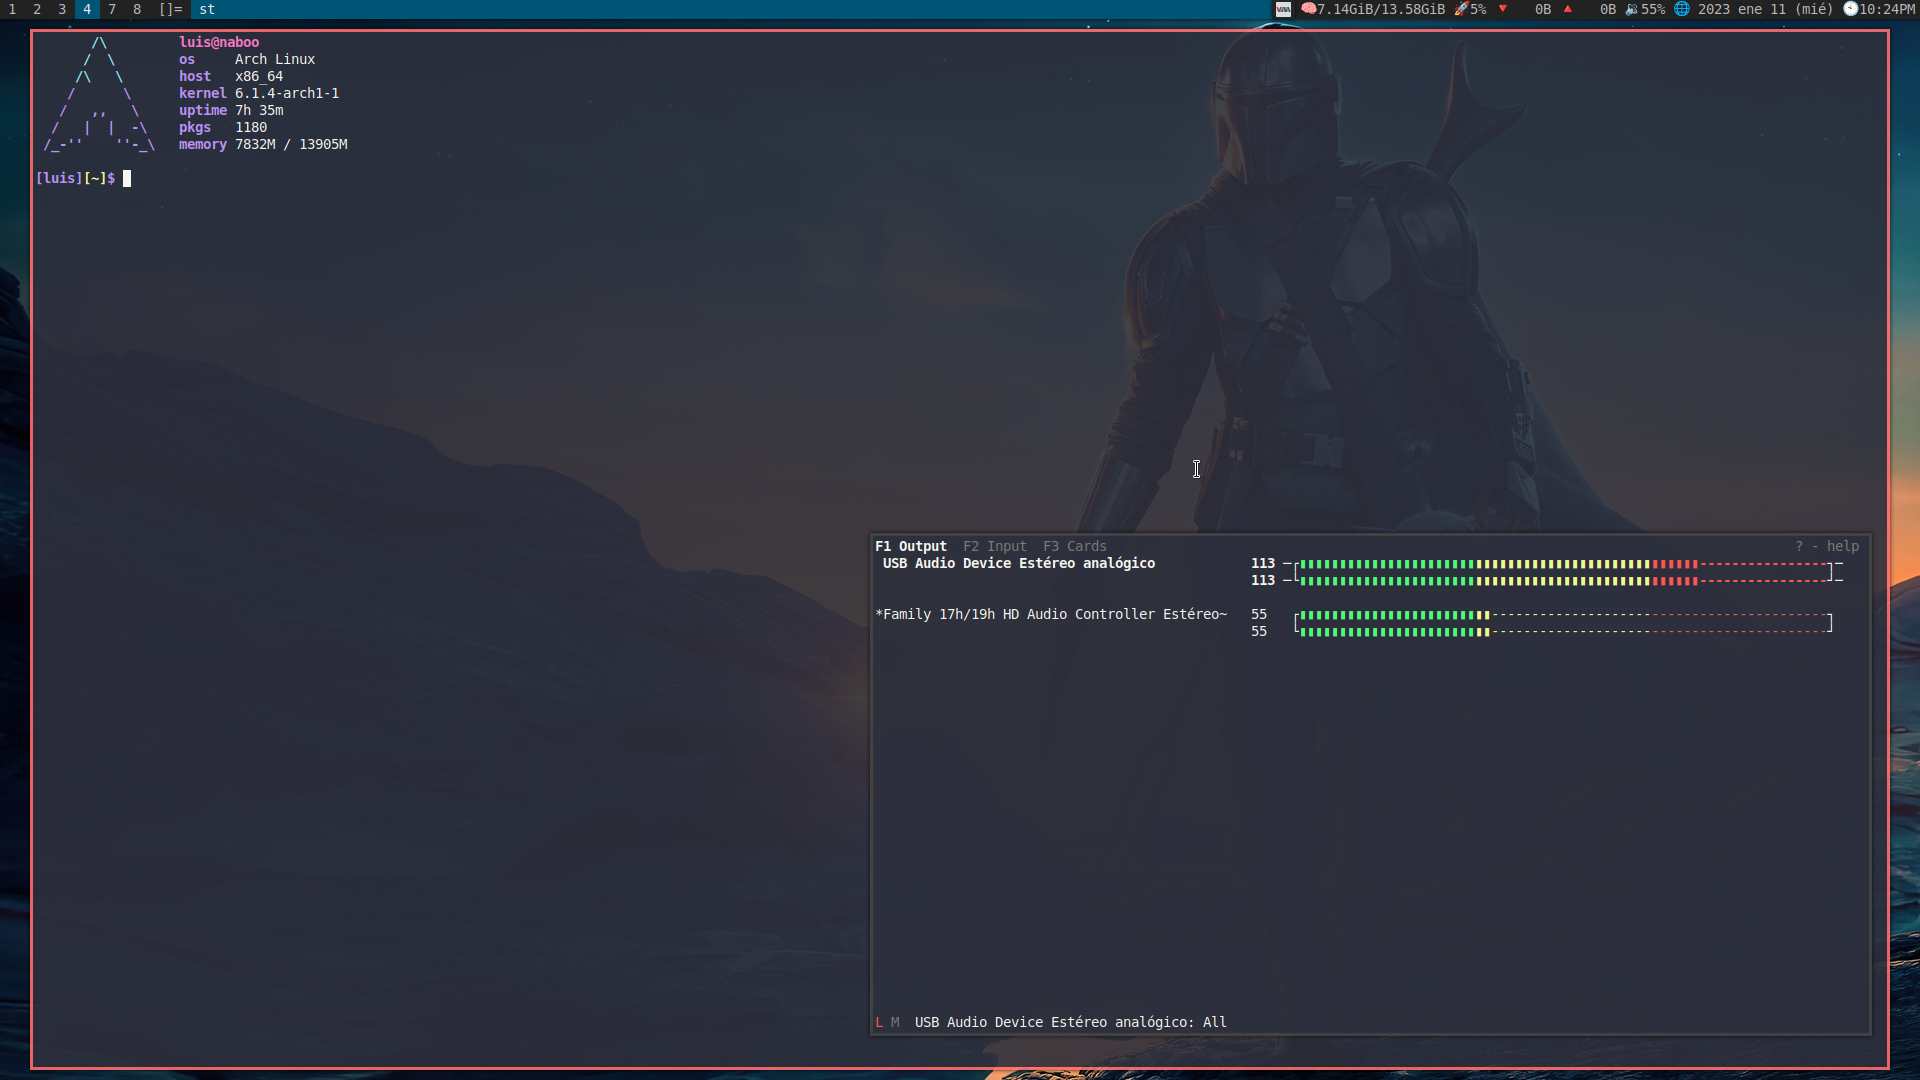 1 2 3 4 7 8 []= st
7.14GiB/13.58GiB 5% 0B 0B 55% 2023 ene 11 (mié) 10:24PM
luis@naboo
os Arch Linux
host x86_64
kernel 6.1.4-arch1-1
uptime 7h 35m
pkgs 1180
memory 7832M / 13905M
[luis][~]$
F1 Output F2 Input F3 Cards ? - help
USB Audio Device Estéreo analógico 113
113
*Family 17h/19h HD Audio Controller Estéreo~ 55
55
L M USB Audio Device Estéreo analógico: All